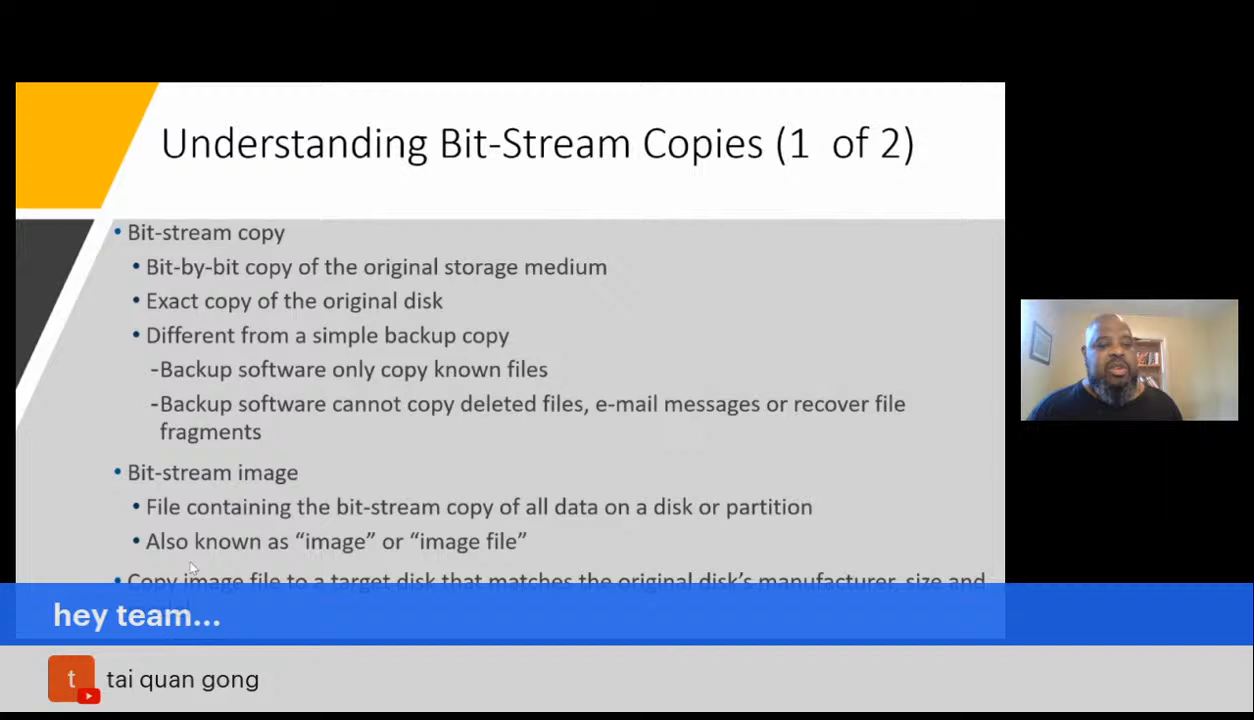 Understanding Bit-Stream Copies (1 of 2)
• Bit-stream copy
• Bit-by-bit copy of the original storage medium
• Exact copy of the original disk
• Different from a simple backup copy
-Backup software only copy known files
-Backup software cannot copy deleted files, e-mail messages or recover file
fragments
• Bit-stream image
• File containing the bit-stream copy of all data on a disk or partition
• Also known as “image” or “image file”
• Copy image file to a target disk that matches the original disk’s manufacturer, size and
hey team...
t
tai quan gong